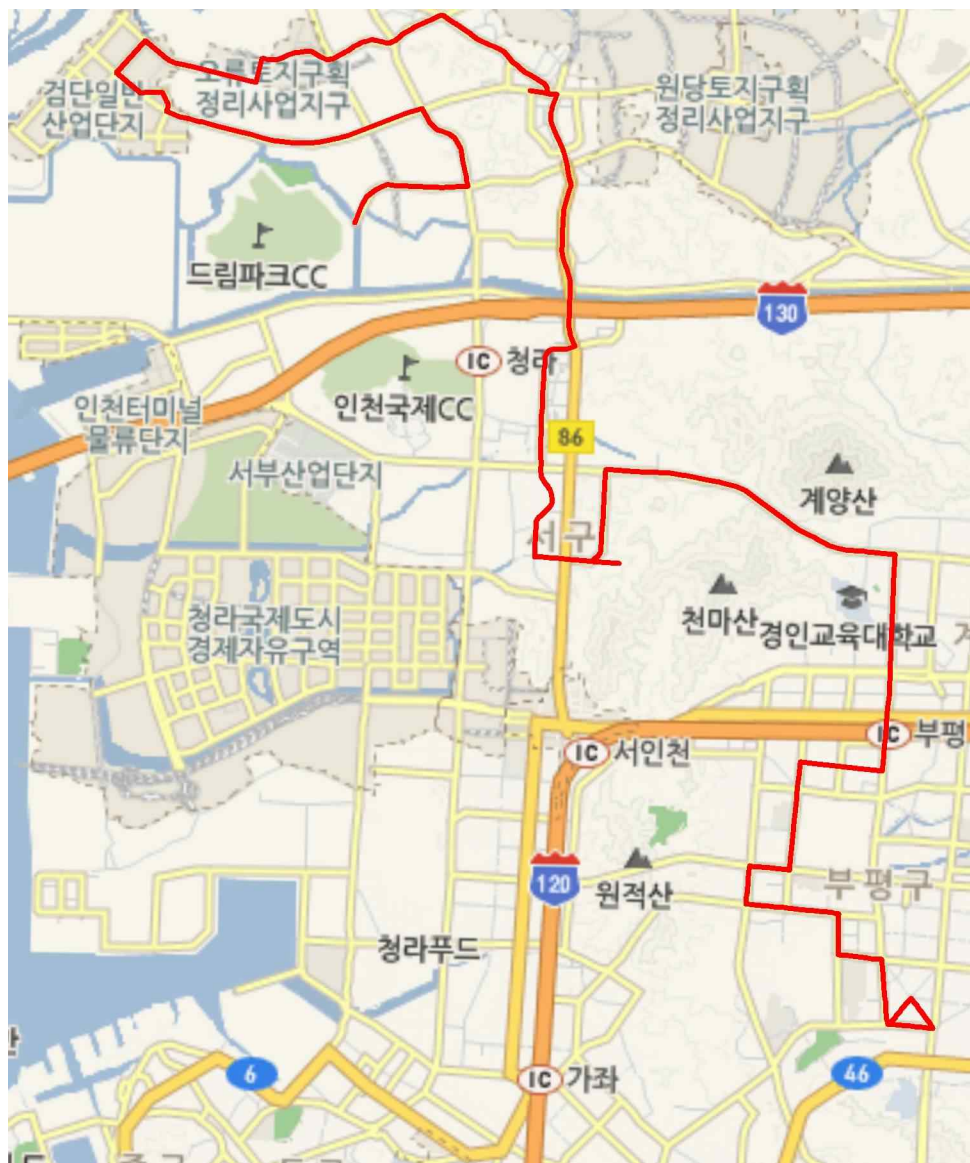 오류토지구획
정리사업지구
검단일반
산업단지
원당토지구획
정리사업지구
드림파크CC
130
IC 청라
인천국제CC
인천터미널
물류단지
86
서부산업단지
계양산
서구
천마산
경인교육대학교
청라국제도시
경제자유구역
IC 부평
IC 서인천
120
원적산
부평구
청라푸드
6
IC 가좌
46